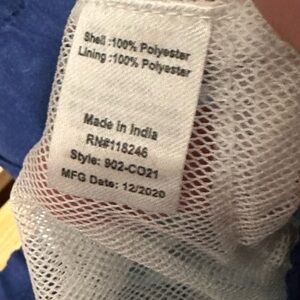 Shell :100% Polyester
Lining :100% Polyester
Made in India
RN#118246
Style: 902-CO21
MFG Date: 12/2020